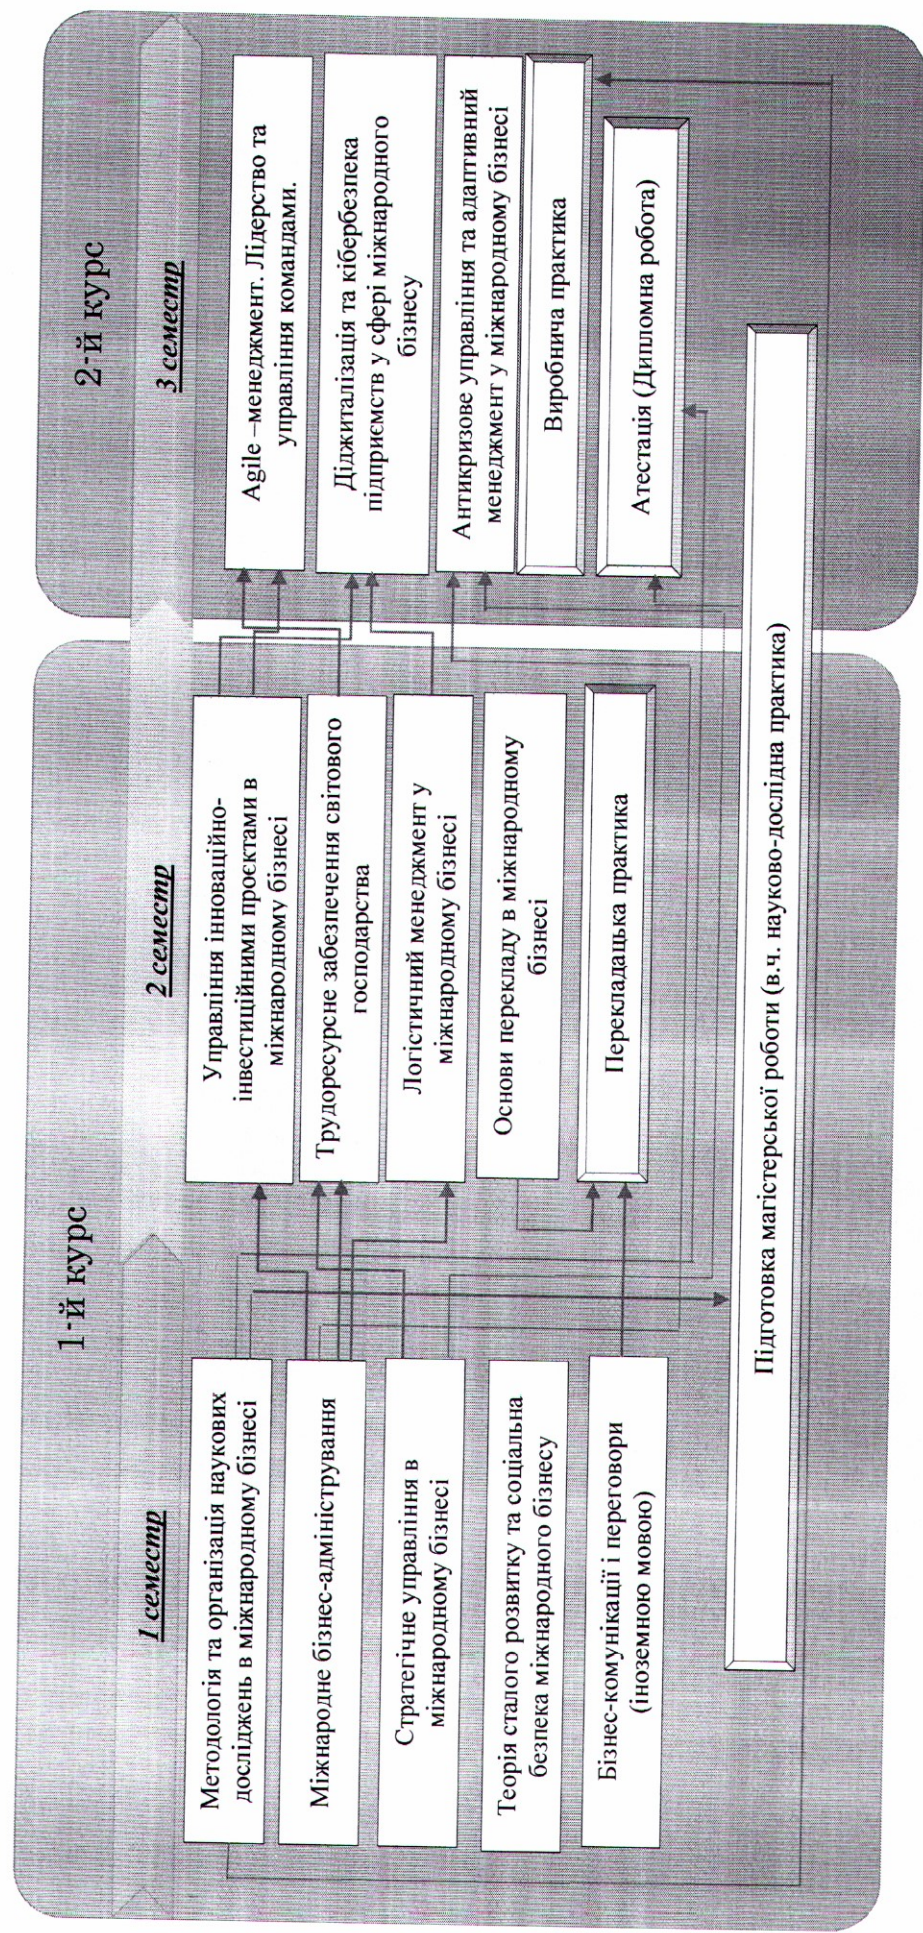 1-й курс
2-й курс
1 семестр
2 семестр
3 семестр
Методологія та організація наукових
досліджень в міжнародному бізнесі
Міжнародне бізнес-адміністрування
Стратегічне управління в
міжнародному бізнесі
Теорія сталого розвитку та соціальна
безпека міжнародного бізнесу
Бізнес-комунікації і переговори
(іноземною мовою)
Управління інноваційно-
інвестиційними проєктами в
міжнародному бізнесі
Трудоресурсне забезпечення світового
господарства
Логістичний менеджмент у
міжнародному бізнесі
Основи перекладу в міжнародному
бізнесі
Перекладацька практика
Agile –менеджмент. Лідерство та
управління командами.
Діджиталізація та кібербезпека
підприємств у сфері міжнародного
бізнесу
Антикризове управління та адаптивний
менеджмент у міжнародному бізнесі
Виробнича практика
Атестація (Дипломна робота)
Підготовка магістерської роботи (в.ч. науково-дослідна практика)